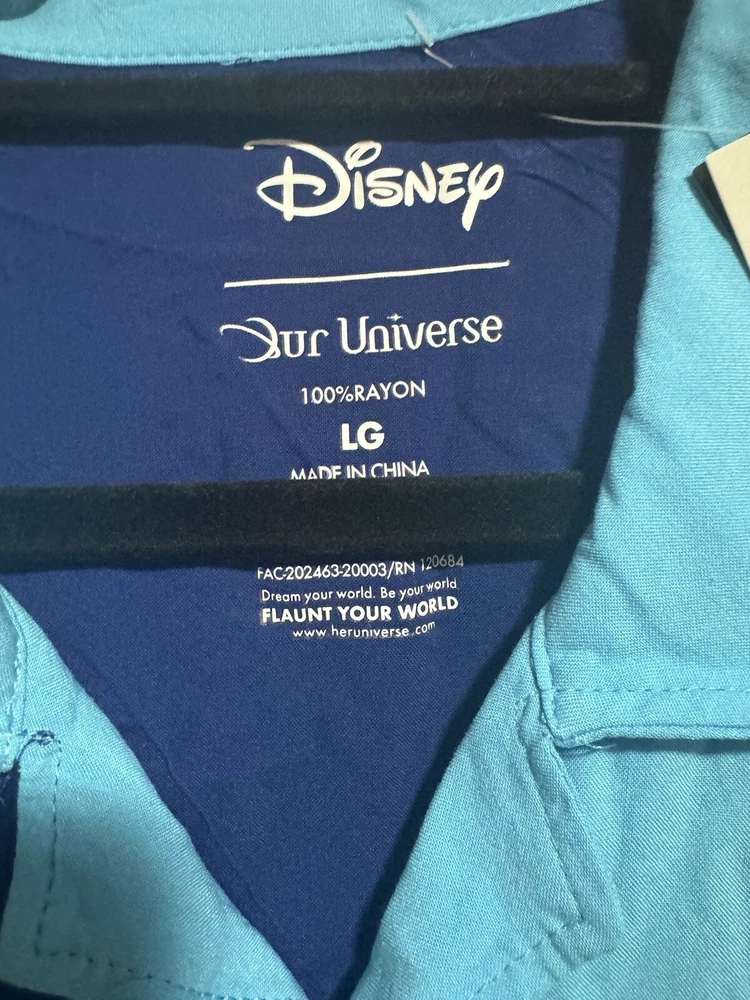 Disney
Our Universe
100%RAYON
LG
MADE IN CHINA
FAC-202463-20003/RN 120684
Dream your world. Be your world
FLAUNT YOUR WORLD
www.heruniverse.com